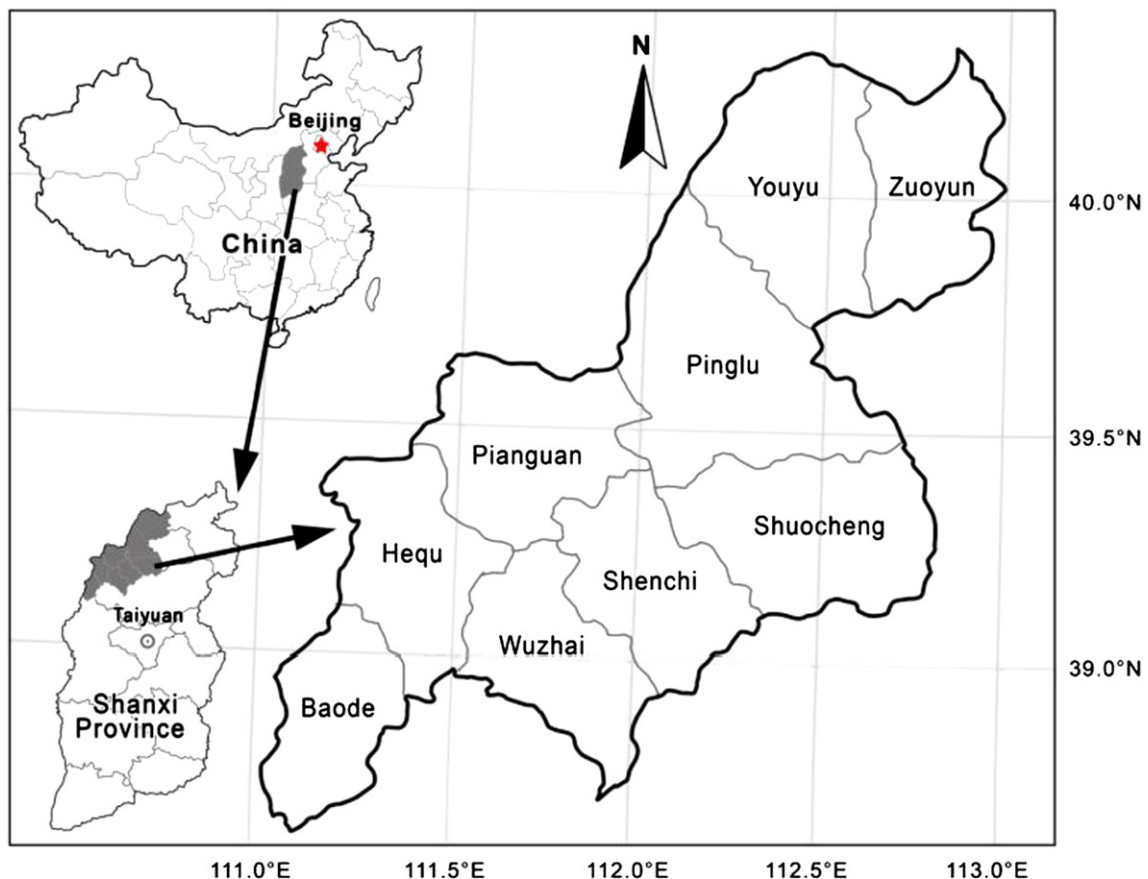 N
Beijing
China
Youyu
Zuoyun
40.0°N
Pinglu
39.5°N
Pianguan
Shuocheng
Hequ
Shenchi
Taiyuan
Wuzhai
39.0°N
Shanxi
Province
Baode
111.0°E
111.5°E
112.0°E
112.5°E
113.0°E